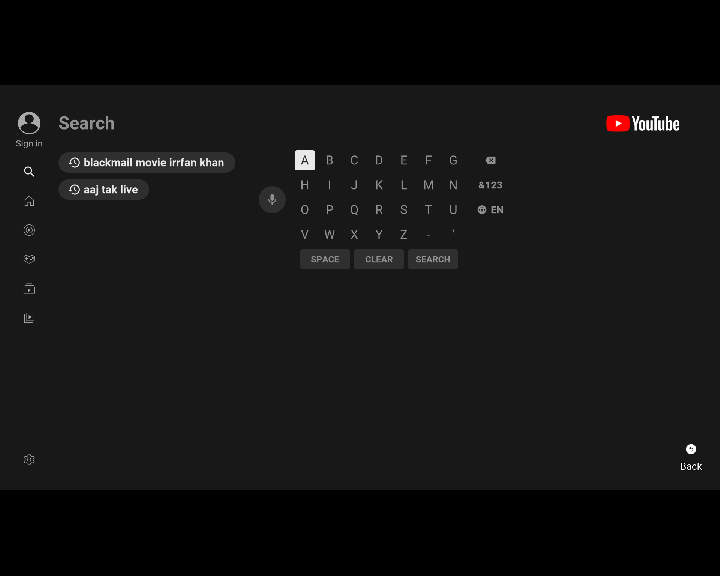 Search
YouTube
Sign in
blackmail movie irrfan khan
aaj tak live
A B C D E F G
H I J K L M N &123
O P Q R S T U EN
V W X Y Z - '
SPACE CLEAR SEARCH
Back